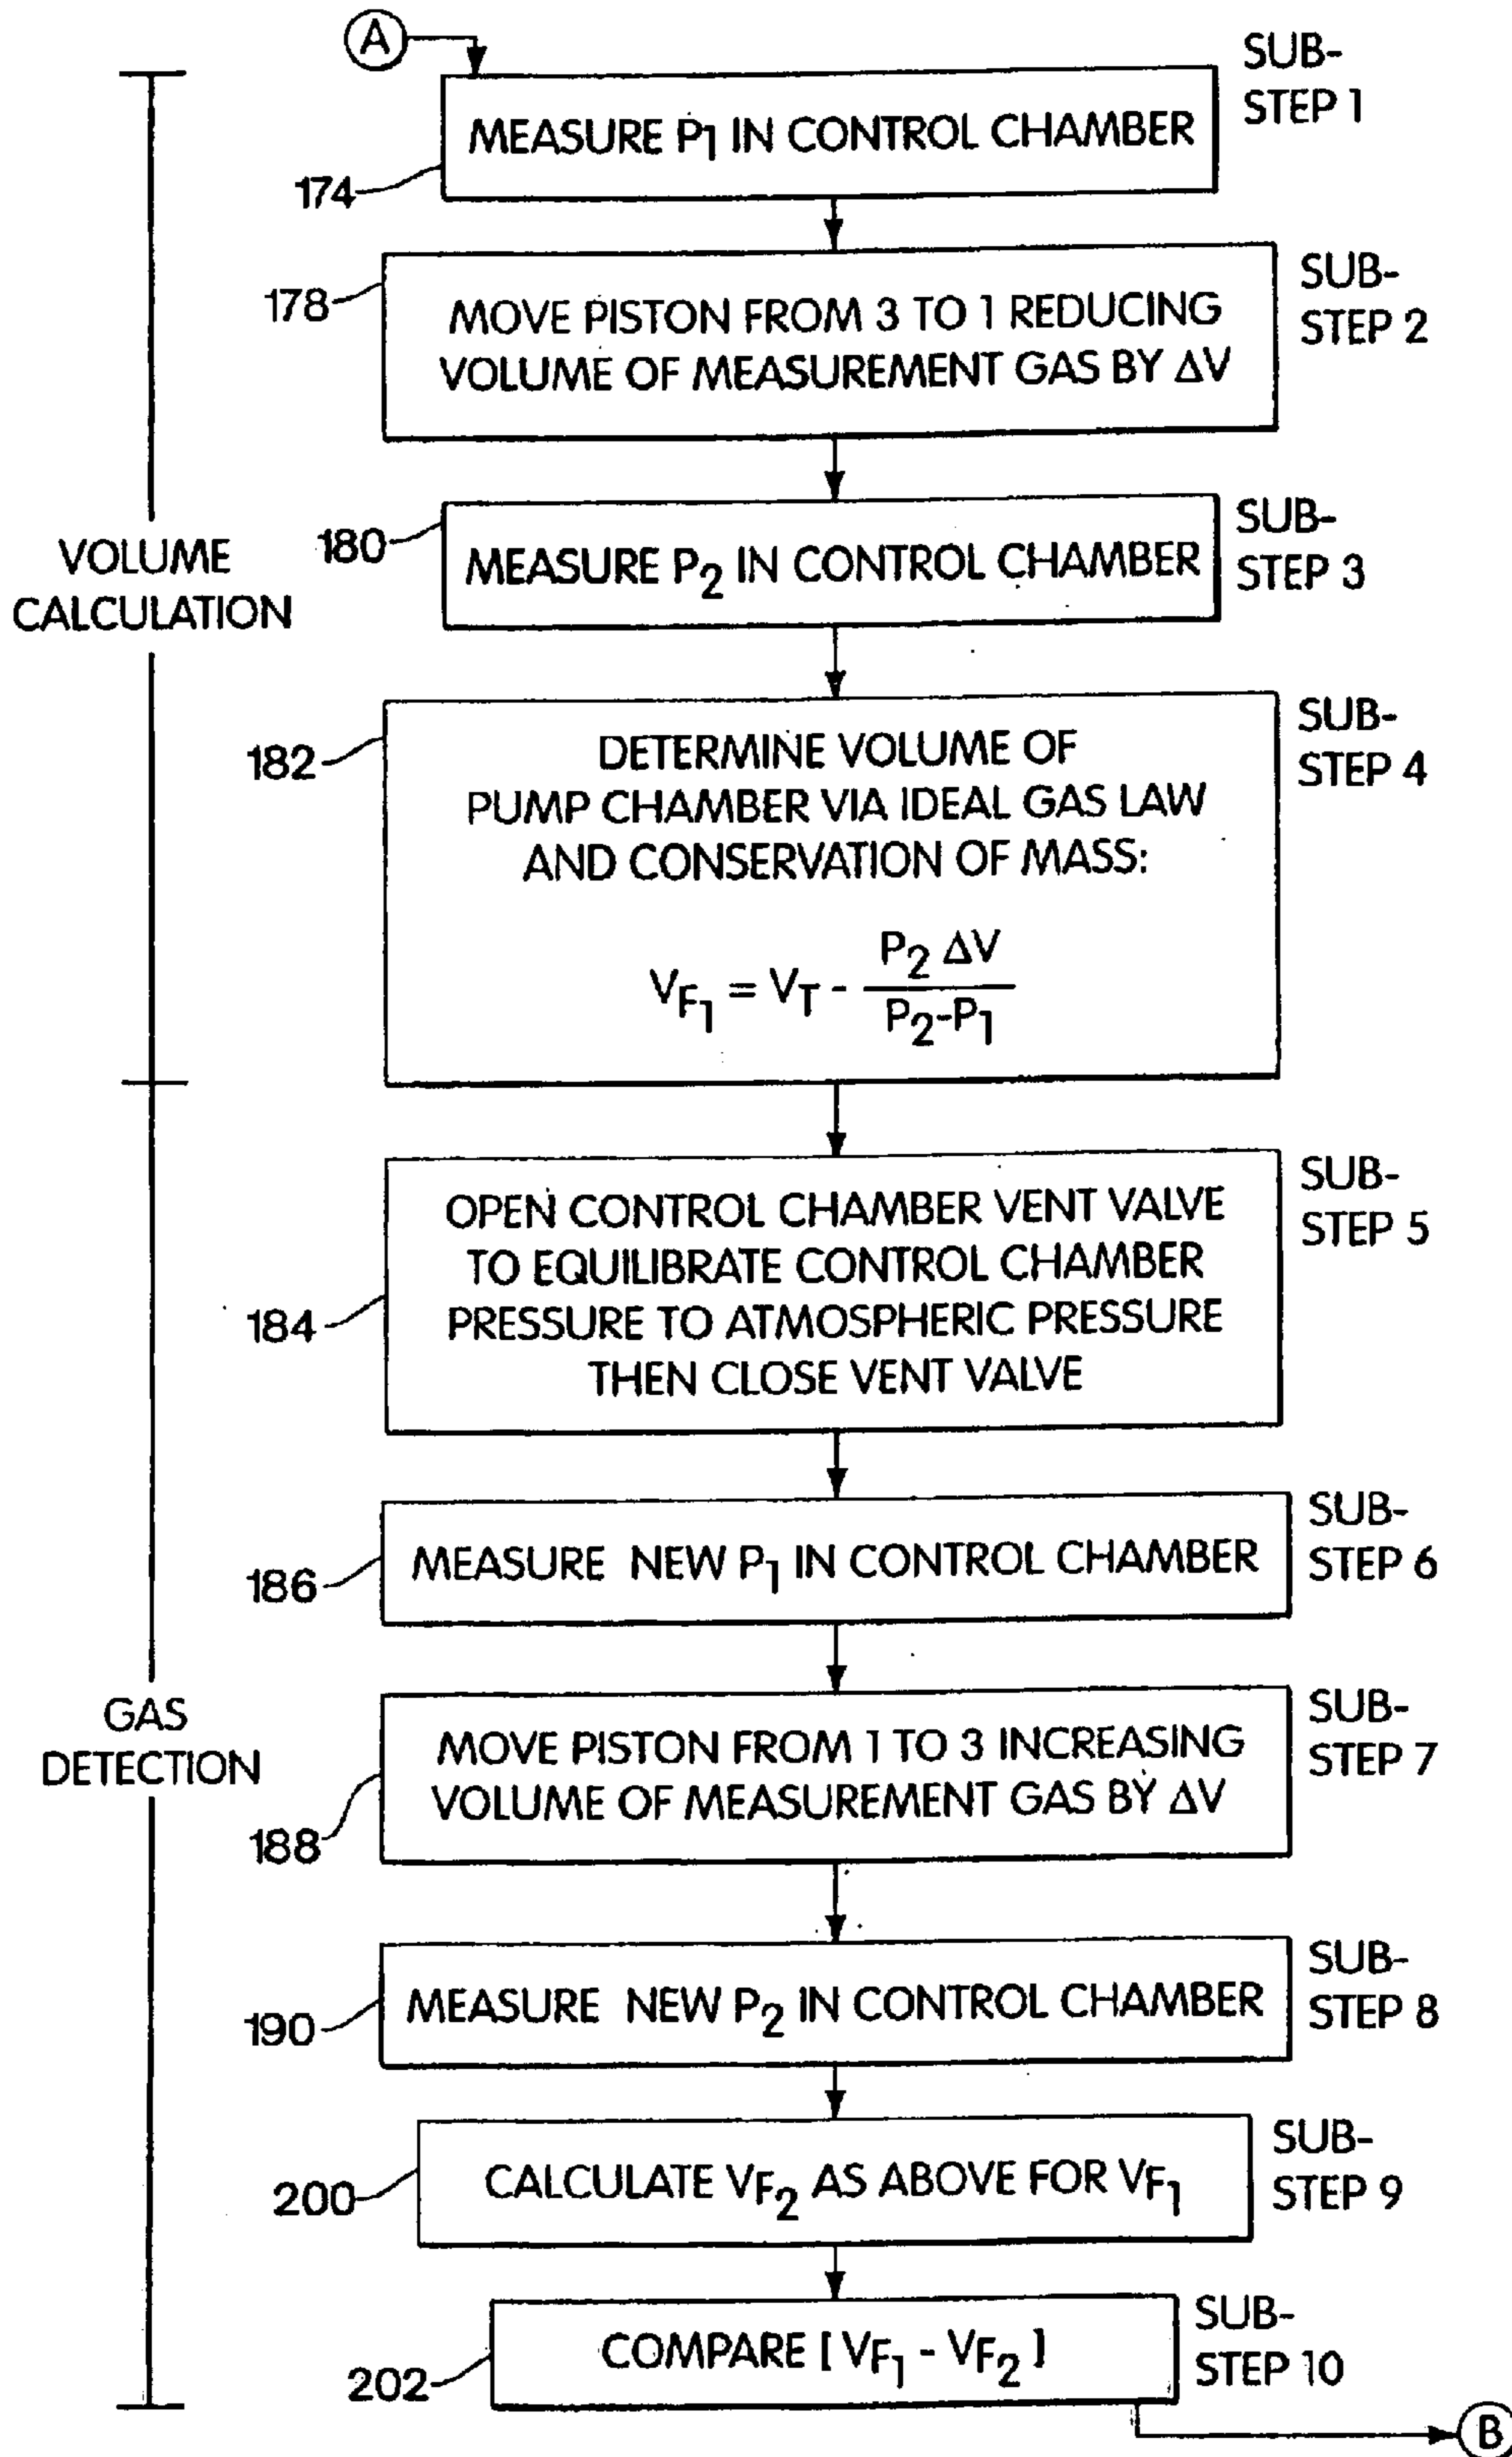 A
SUB-
STEP 1
MEASURE P1 IN CONTROL CHAMBER
174
SUB-
STEP 2
178
MOVE PISTON FROM 3 TO 1 REDUCING
VOLUME OF MEASUREMENT GAS BY ΔV
SUB-
STEP 3
180
MEASURE P2 IN CONTROL CHAMBER
VOLUME
CALCULATION
SUB-
STEP 4
182
DETERMINE VOLUME OF
PUMP CHAMBER VIA IDEAL GAS LAW
AND CONSERVATION OF MASS:
VF1 = VT - P2 ΔV / P2-P1
SUB-
STEP 5
OPEN CONTROL CHAMBER VENT VALVE
TO EQUILIBRATE CONTROL CHAMBER
PRESSURE TO ATMOSPHERIC PRESSURE
THEN CLOSE VENT VALVE
184
SUB-
STEP 6
MEASURE NEW P1 IN CONTROL CHAMBER
186
GAS
DETECTION
SUB-
STEP 7
MOVE PISTON FROM 1 TO 3 INCREASING
VOLUME OF MEASUREMENT GAS BY ΔV
188
SUB-
STEP 8
MEASURE NEW P2 IN CONTROL CHAMBER
190
SUB-
STEP 9
CALCULATE VF2 AS ABOVE FOR VF1
200
SUB-
STEP 10
COMPARE [ VF1 - VF2 ]
202
B